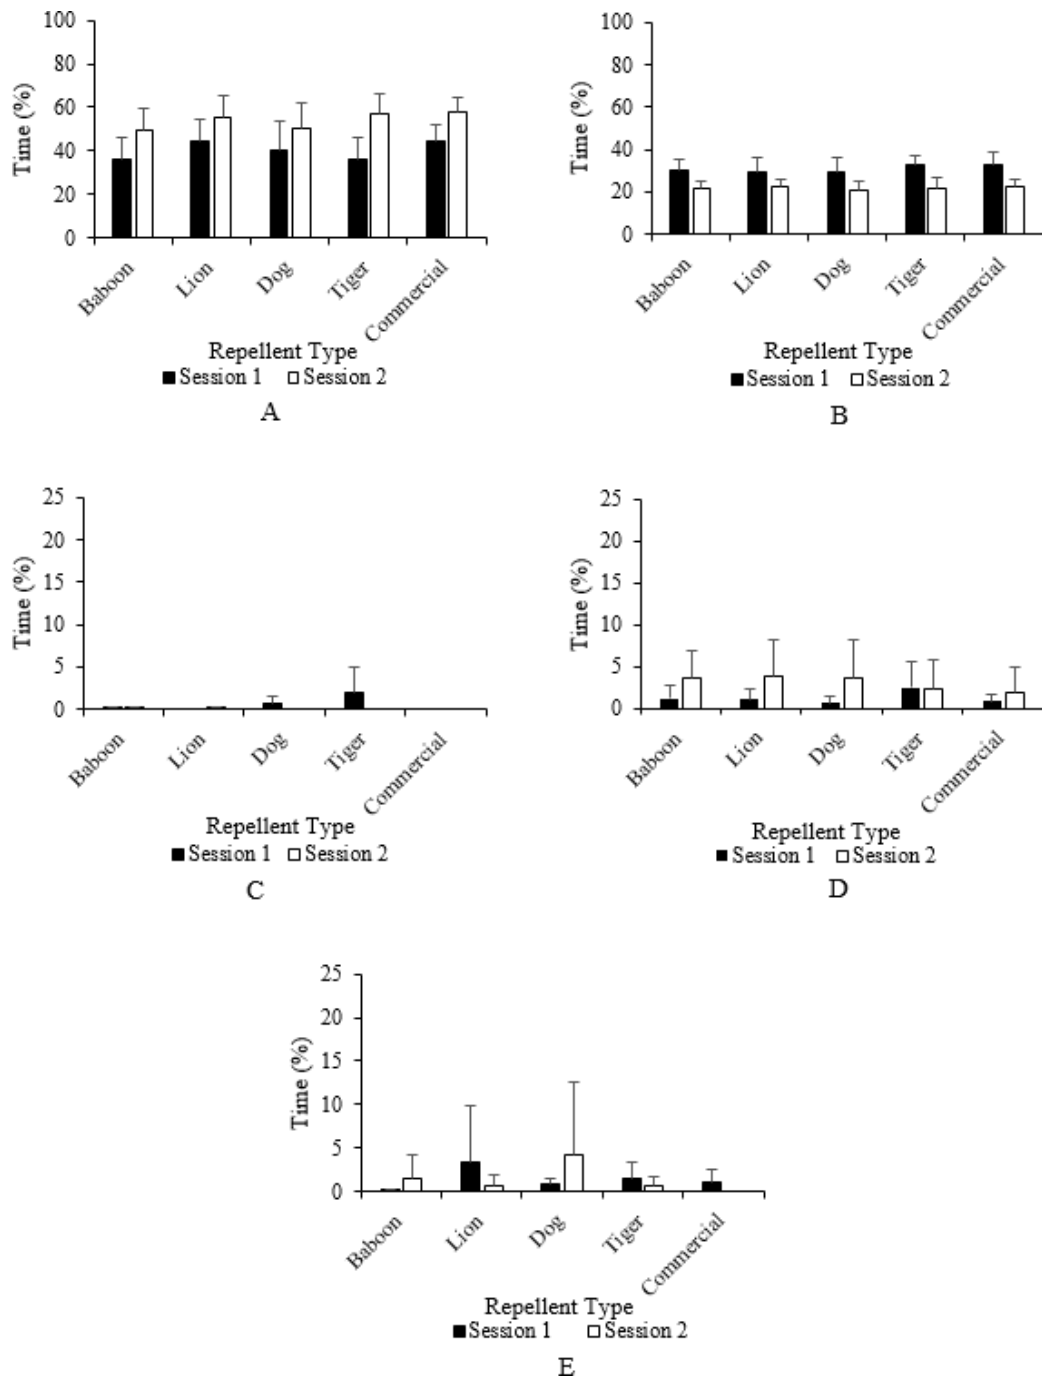 100
80
60
40
20
0
Time (%)
Baboon
Lion
Dog
Tiger
Commercial
Repellent Type
Session 1 Session 2
A
100
80
60
40
20
0
Time (%)
Baboon
Lion
Dog
Tiger
Commercial
Repellent Type
Session 1 Session 2
B
25
20
15
10
5
0
Time (%)
Baboon
Lion
Dog
Tiger
Commercial
Repellent Type
Session 1 Session 2
C
25
20
15
10
5
0
Time (%)
Baboon
Lion
Dog
Tiger
Commercial
Repellent Type
Session 1 Session 2
D
25
20
15
10
5
0
Time (%)
Baboon
Lion
Dog
Tiger
Commercial
Repellent Type
Session 1 Session 2
E